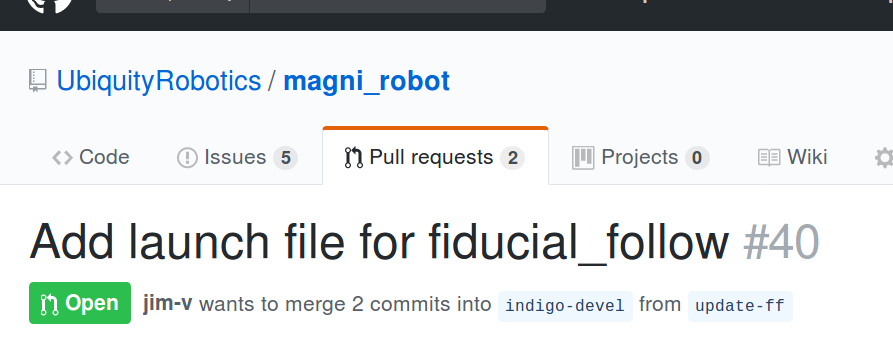 UbiquityRobotics / magni_robot
Code Issues 5 Pull requests 2 Projects 0 Wiki
Add launch file for fiducial_follow #40
Open jim-v wants to merge 2 commits into indigo-devel from update-ff